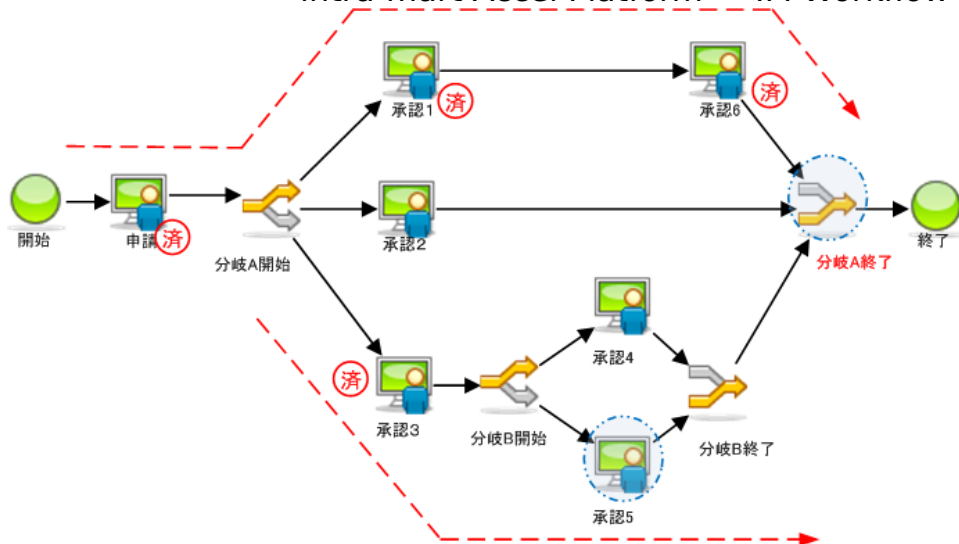 承認1
済
承認6
済
開始
申請
済
分岐A開始
承認2
分岐A終了
終了
済
承認3
分岐B開始
承認4
承認5
分岐B終了